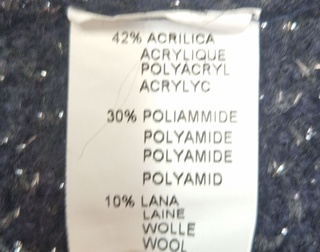 42% ACRILICA
ACRYLIQUE
POLYACRYL
ACRYLYC
30% POLIAMMIDE
POLYAMIDE
POLYAMIDE
POLYAMID
10% LANA
LAINE
WOLLE
WOOL